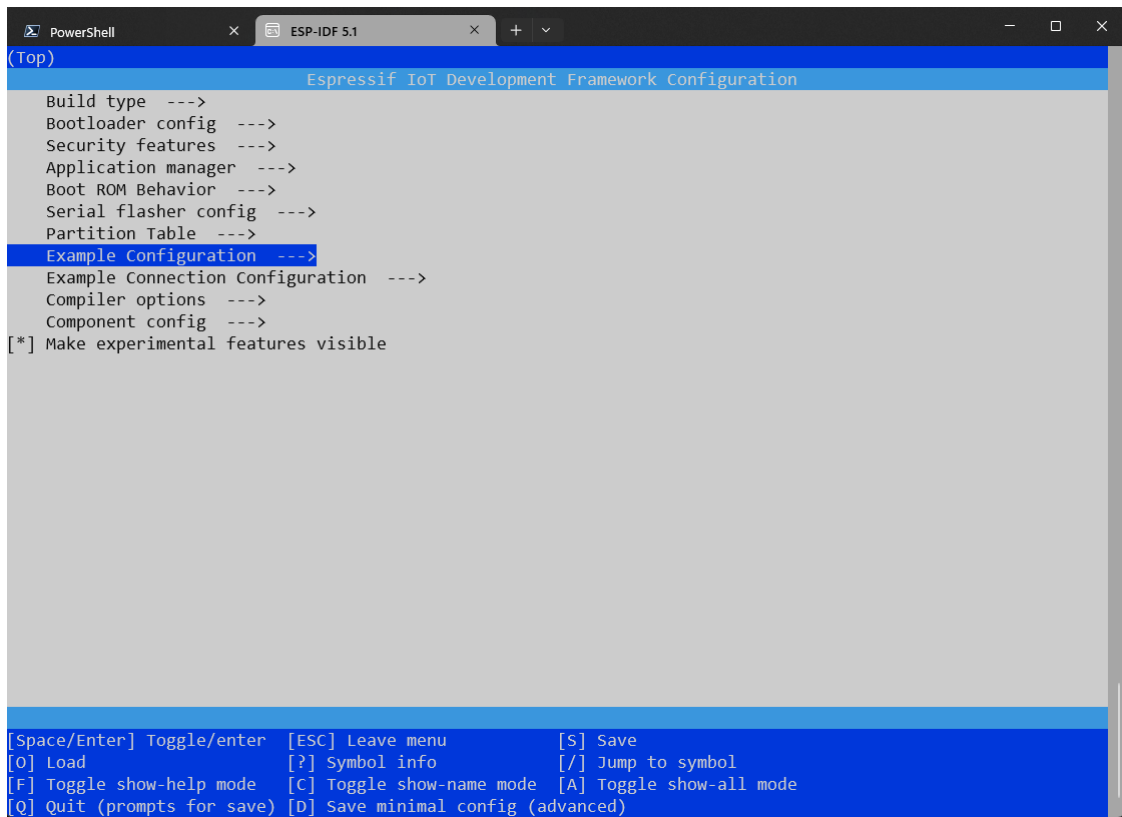 PowerShell
ESP-IDF 5.1
(Top)
Espressif IoT Development Framework Configuration
Build type  --->
Bootloader config  --->
Security features  --->
Application manager  --->
Boot ROM Behavior  --->
Serial flasher config  --->
Partition Table  --->
Example Configuration  --->
Example Connection Configuration  --->
Compiler options  --->
Component config  --->
[*] Make experimental features visible
[Space/Enter] Toggle/enter  [ESC] Leave menu  [S] Save
[O] Load  [?] Symbol info  [/] Jump to symbol
[F] Toggle show-help mode  [C] Toggle show-name mode  [A] Toggle show-all mode
[Q] Quit (prompts for save) [D] Save minimal config (advanced)